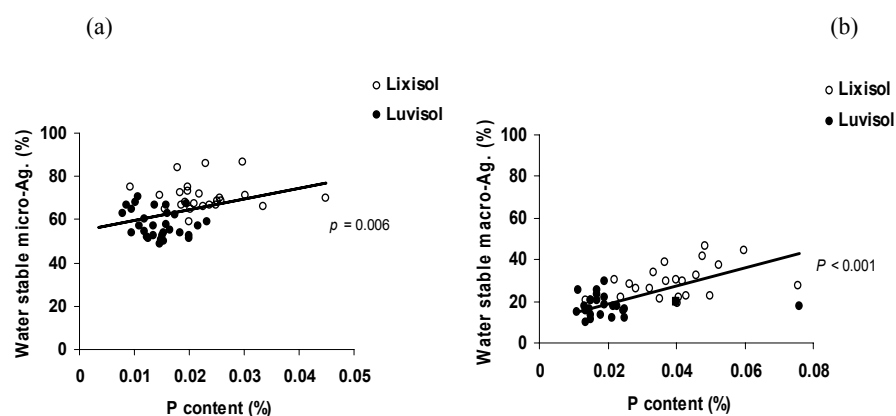 (a)
(b)
Lixisol
Luvisol
Water stable micro-Ag. (%)
100
80
60
40
20
0
p = 0.006
0 0.01 0.02 0.03 0.04 0.05
P content (%)
Lixisol
Luvisol
Water stable macro-Ag. (%)
100
80
60
40
20
0
P < 0.001
0 0.02 0.04 0.06 0.08
P content (%)